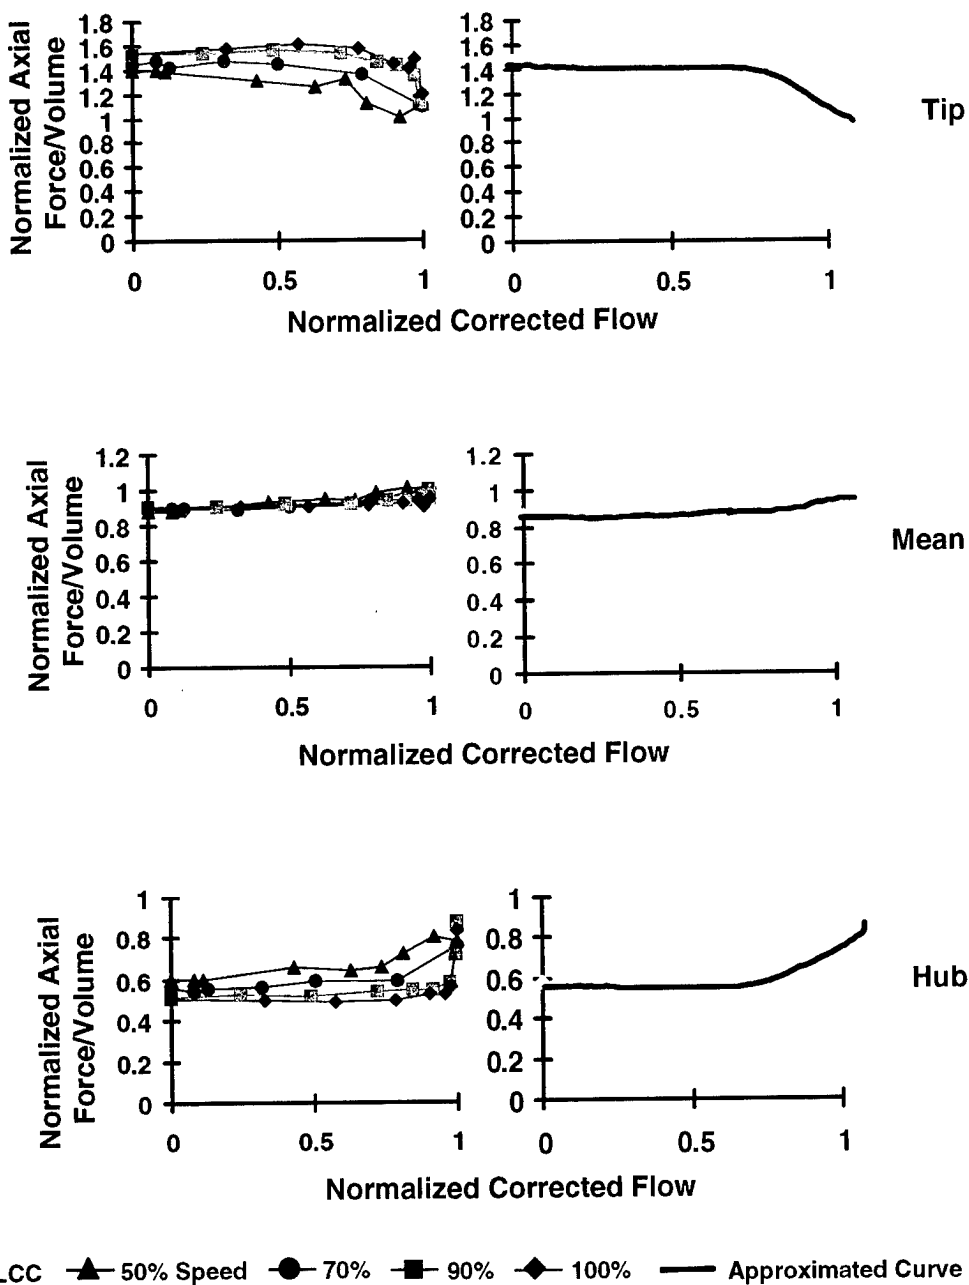 Normalized Axial
Force/Volume
1.8
1.6
1.4
1.2
1
0.8
0.6
0.4
0.2
0
0 0.5 1
1.8
1.6
1.4
1.2
1
0.8
0.6
0.4
0.2
0
0 0.5 1
Tip
Normalized Corrected Flow
Normalized Axial
Force/Volume
1.2
1
0.8
0.6
0.4
0.2
0
0 0.5 1
1.2
1
0.8
0.6
0.4
0.2
0
0 0.5 1
Mean
Normalized Corrected Flow
Normalized Axial
Force/Volume
1
0.8
0.6
0.4
0.2
0
0 0.5 1
1
0.8
0.6
0.4
0.2
0
0 0.5 1
Hub
Normalized Corrected Flow
LCC 50% Speed 70% 90% 100% Approximated Curve